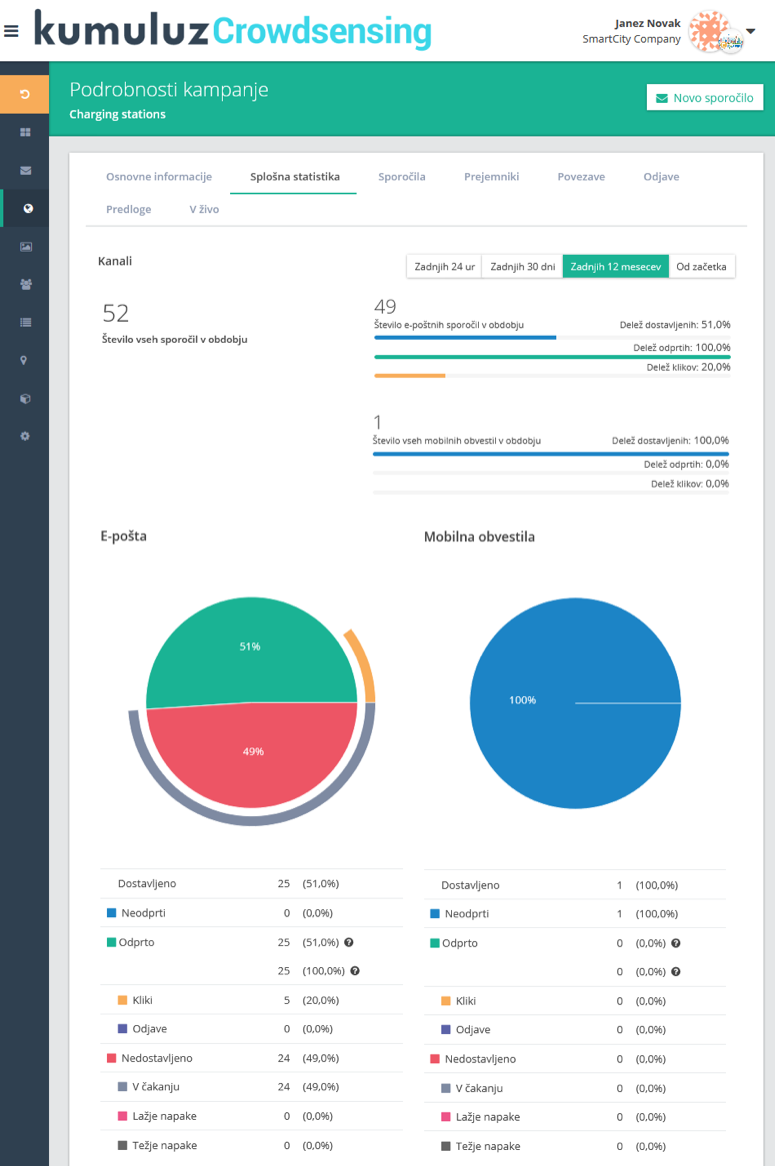 kumuluz Crowdsensing
Janez Novak
SmartCity Company
Podrobnosti kampanje
Charging stations
Novo sporočilo
Osnovne informacije Splošna statistika Sporočila Prejemniki Povezave Odjave
Predloge V živo
Kanali
Zadnjih 24 ur Zadnjih 30 dni Zadnjih 12 mesecev Od začetka
52
Število vseh sporočil v obdobju
49
Število e-poštnih sporočil v obdobju Delež dostavljenih: 51,0%
Delež odprtih: 100,0%
Delež klikov: 20,0%
1
Število vseh mobilnih obvestil v obdobju Delež dostavljenih: 100,0%
Delež odprtih: 0,0%
Delež klikov: 0,0%
E-pošta
51%
49%
Dostavljeno 25 (51,0%)
Neodprti 0 (0,0%)
Odprto 25 (51,0%)
25 (100,0%)
Kliki 5 (20,0%)
Odjave 0 (0,0%)
Nedostavljeno 24 (49,0%)
V čakanju 24 (49,0%)
Lažje napake 0 (0,0%)
Težje napake 0 (0,0%)
Mobilna obvestila
100%
Dostavljeno 1 (100,0%)
Neodprti 1 (100,0%)
Odprto 0 (0,0%)
0 (0,0%)
Kliki 0 (0,0%)
Odjave 0 (0,0%)
Nedostavljeno 0 (0,0%)
V čakanju 0 (0,0%)
Lažje napake 0 (0,0%)
Težje napake 0 (0,0%)